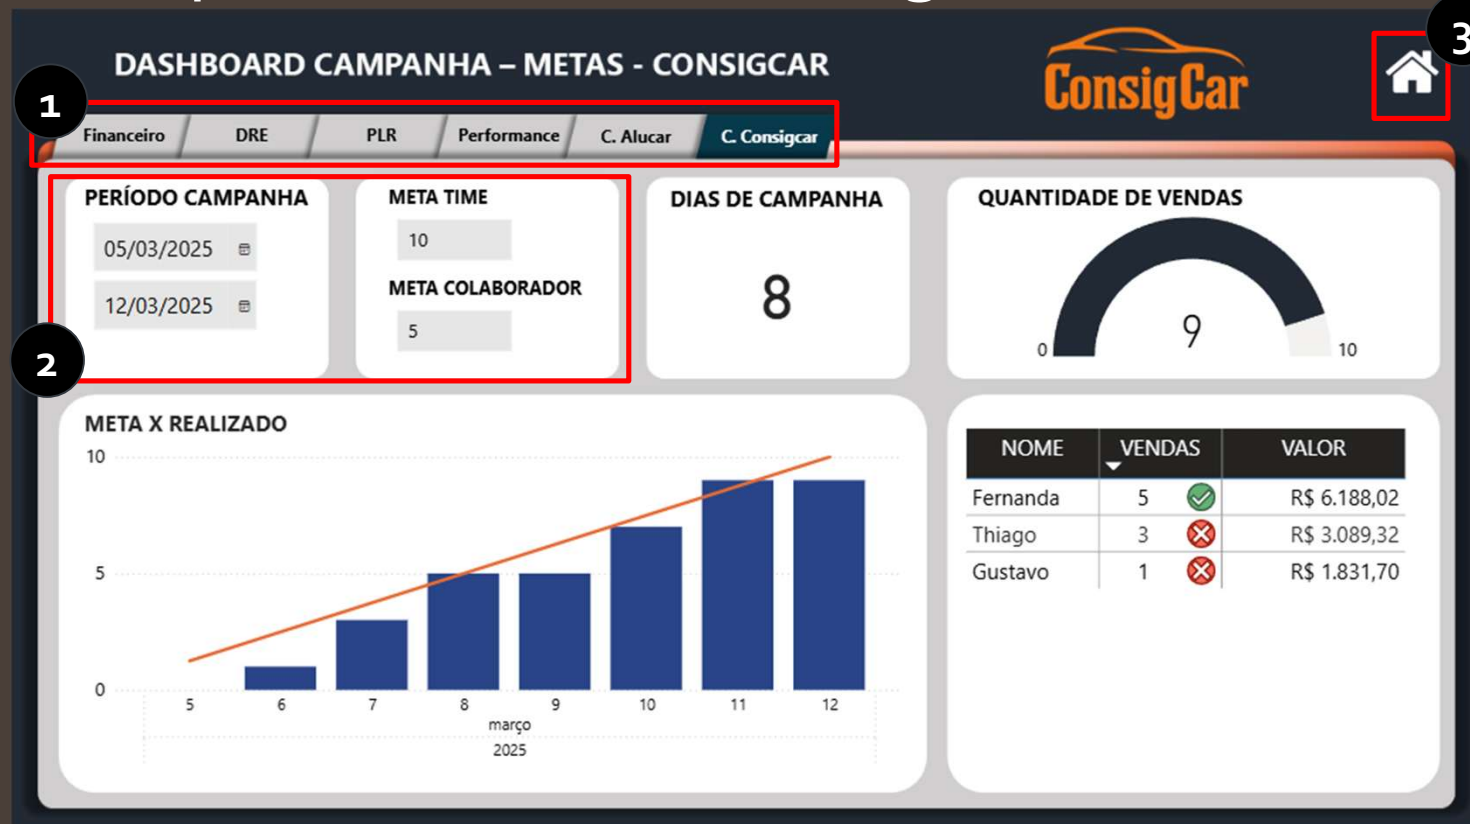 3
DASHBOARD CAMPANHA – METAS - CONSIGCAR
ConsigCar
1
Financeiro
DRE
PLR
Performance
C. Alucar
C. Consigcar
PERÍODO CAMPANHA
05/03/2025
12/03/2025
META TIME
10
META COLABORADOR
5
2
DIAS DE CAMPANHA
8
QUANTIDADE DE VENDAS
9
0
10
META X REALIZADO
10
5
0
5 6 7 8 9 10 11 12
março
2025
NOME VENDAS VALOR
Fernanda 5 R$ 6.188,02
Thiago 3 R$ 3.089,32
Gustavo 1 R$ 1.831,70